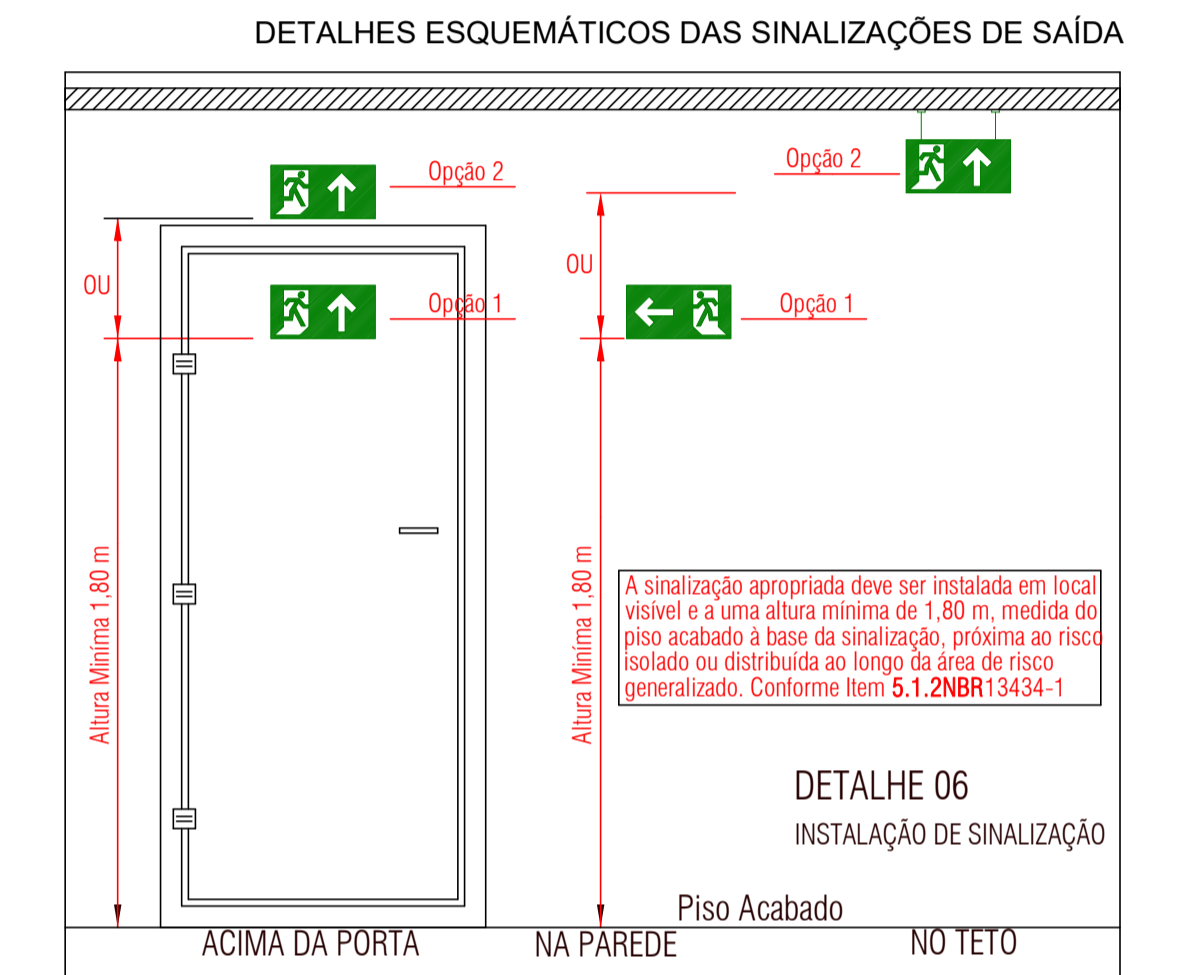 DETALHES ESQUEMÁTICOS DAS SINALIZAÇÕES DE SAÍDA
Opção 2
Opção 2
OU
OU
Opção 1
Opção 1
Altura Miníma 1,80 m
Altura Miníma 1,80 m
A sinalização apropriada deve ser instalada em local
visível e a uma altura mínima de 1,80 m, medida do
piso acabado à base da sinalização, próxima ao risco
isolado ou distribuída ao longo da área de risco
generalizado. Conforme Item 5.1.2NBR13434-1
DETALHE 06
INSTALAÇÃO DE SINALIZAÇÃO
Piso Acabado
ACIMA DA PORTA
NA PAREDE
NO TETO